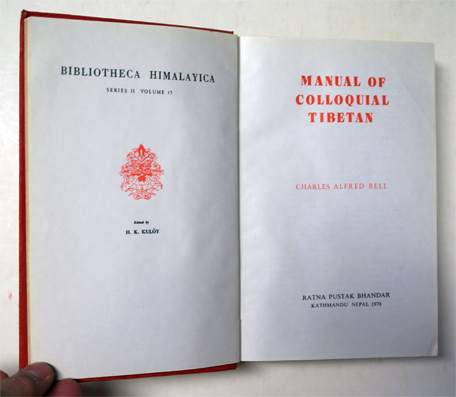 BIBLIOTHECA HIMALAYICA
SERIES II VOLUME 15
Edited by
H. K. KULÖY
MANUAL OF
COLLOQUIAL
TIBETAN
CHARLES ALFRED BELL
RATNA PUSTAK BHANDAR
KATHMANDU NEPAL 1978